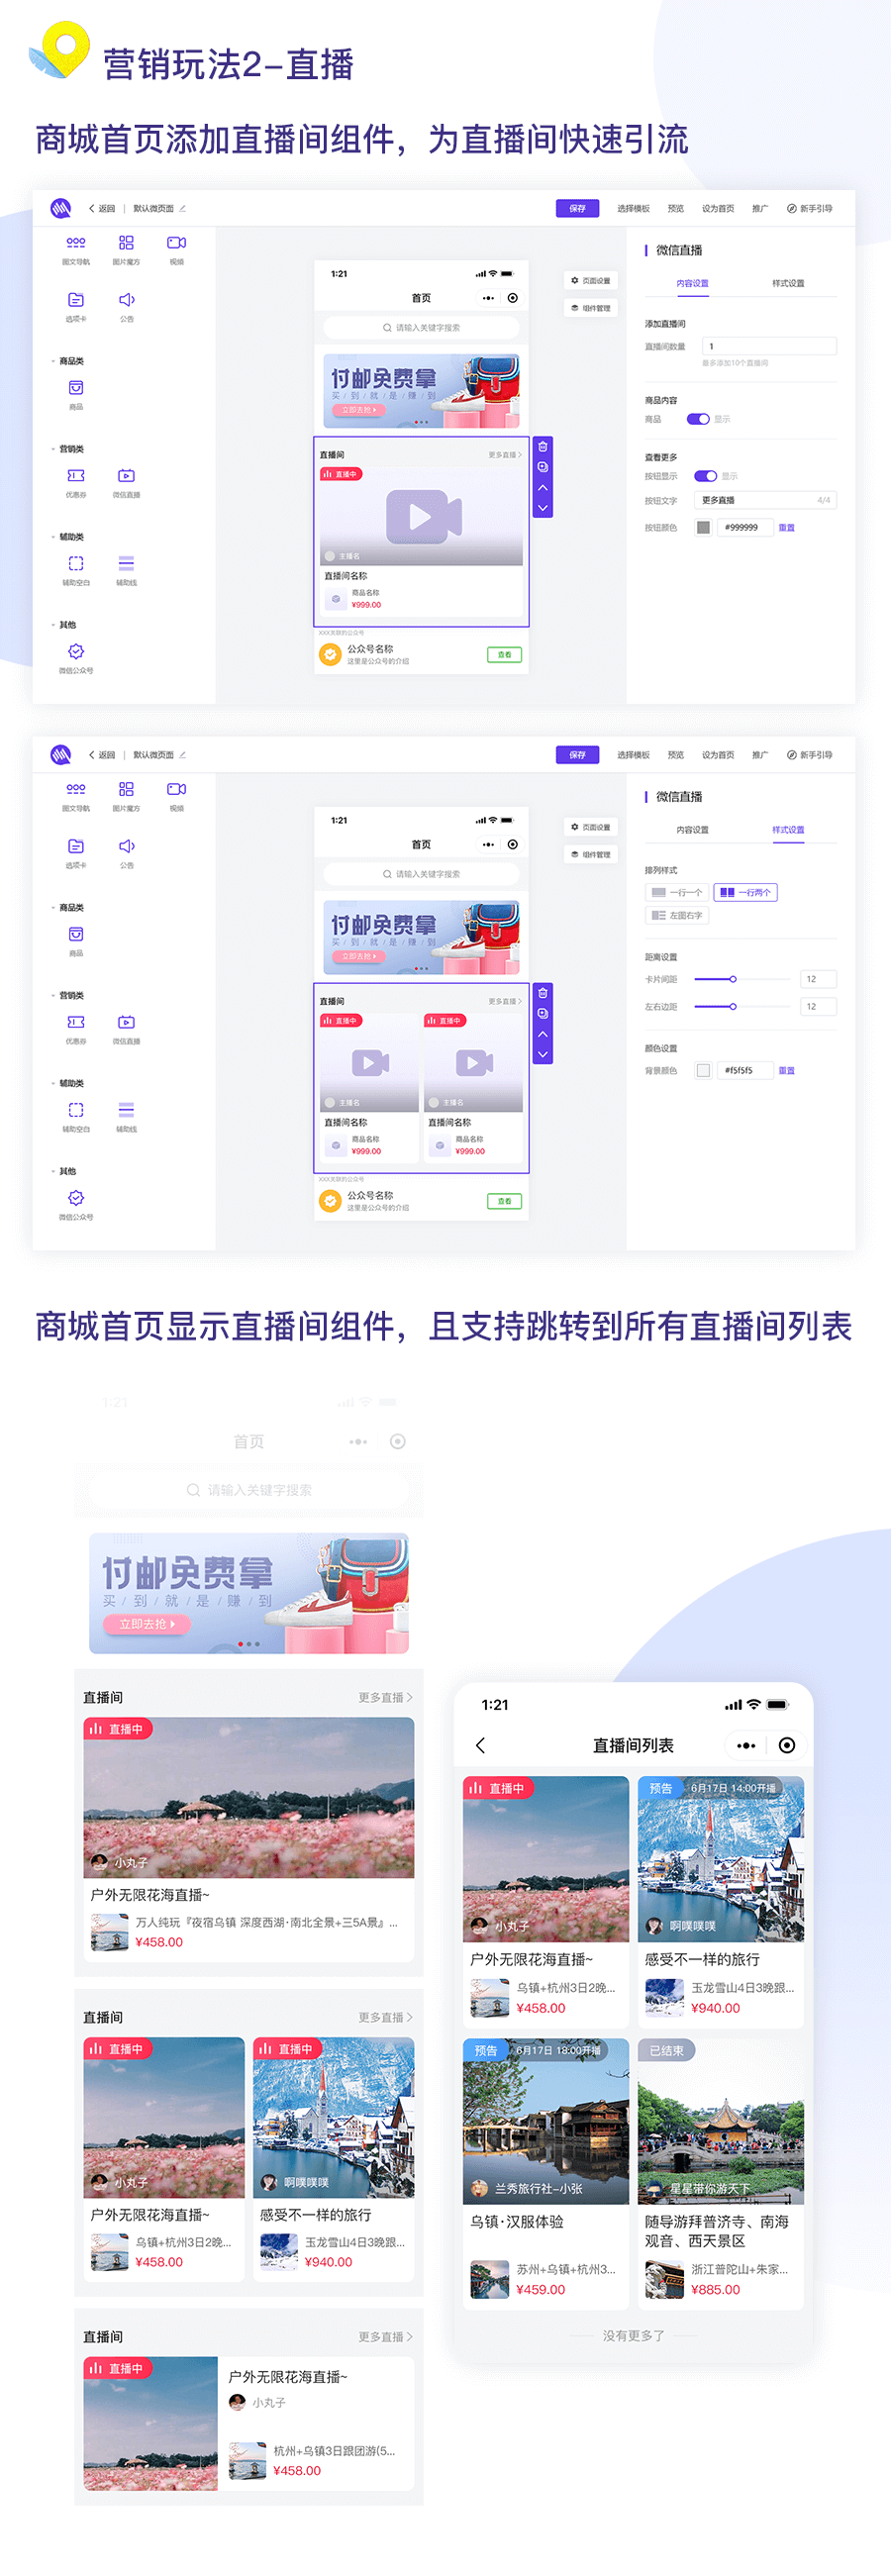 营销玩法2-直播
商城首页添加直播间组件，为直播间快速引流
返回 | 默认微页面
保存 选择模板 预览 设为首页 推广 新手引导
图文导航 图片魔方 视频
选项卡 公告
商品类
商品
营销类
优惠券 微信直播
辅助类
辅助空白 辅助线
其他
微信公众号
1:21
首页
请输入关键字搜索
付邮免费拿
买/到/就/是/赚/到
立即去抢
直播间 更多直播
直播中
主播名
直播间名称
商品名称
¥999.00
XXX关联的公众号
公众号名称
这里是公众号的介绍
查看
页面设置
组件管理
微信直播
内容设置 样式设置
添加直播间
直播间数量 1
最多添加10个直播间
商品内容
商品 显示
查看更多
按钮显示 显示
按钮文字 更多直播 4/4
按钮颜色 #999999 重置
返回 | 默认微页面
保存 选择模板 预览 设为首页 推广 新手引导
图文导航 图片魔方 视频
选项卡 公告
商品类
商品
营销类
优惠券 微信直播
辅助类
辅助空白 辅助线
其他
微信公众号
1:21
首页
请输入关键字搜索
付邮免费拿
买/到/就/是/赚/到
立即去抢
直播间 更多直播
直播中 直播中
主播名 主播名
直播间名称 直播间名称
商品名称 商品名称
¥999.00 ¥999.00
XXX关联的公众号
公众号名称
这里是公众号的介绍
查看
页面设置
组件管理
微信直播
内容设置 样式设置
排列样式
一行一个 一行两个
左图右字
距离设置
卡片间距 12
左右边距 12
颜色设置
背景颜色 #f5f5f5 重置
商城首页显示直播间组件，且支持跳转到所有直播间列表
1:21
首页
请输入关键字搜索
付邮免费拿
买/到/就/是/赚/到
立即去抢
直播间 更多直播
直播中
小丸子
户外无限花海直播~
万人纯玩『夜宿乌镇 深度西湖·南北全景+三5A景』...
¥458.00
直播间 更多直播
直播中 直播中
小丸子 啊噗噗噗
户外无限花海直播~ 感受不一样的旅行
乌镇+杭州3日2晚... 玉龙雪山4日3晚跟...
¥458.00 ¥940.00
直播间 更多直播
直播中
户外无限花海直播~
小丸子
杭州+乌镇3日跟团游(5...
¥458.00
1:21
直播间列表
直播中 预告 6月17日 14:00开播
小丸子 啊噗噗噗
户外无限花海直播~ 感受不一样的旅行
乌镇+杭州3日2晚... 玉龙雪山4日3晚跟...
¥458.00 ¥940.00
预告 6月17日 18:00开播 已结束
兰秀旅行社-小张 星星带你游天下
乌镇·汉服体验 随导游拜普济寺、南海
观音、西天景区
苏州+乌镇+杭州3... 浙江普陀山+朱家...
¥459.00 ¥885.00
没有更多了